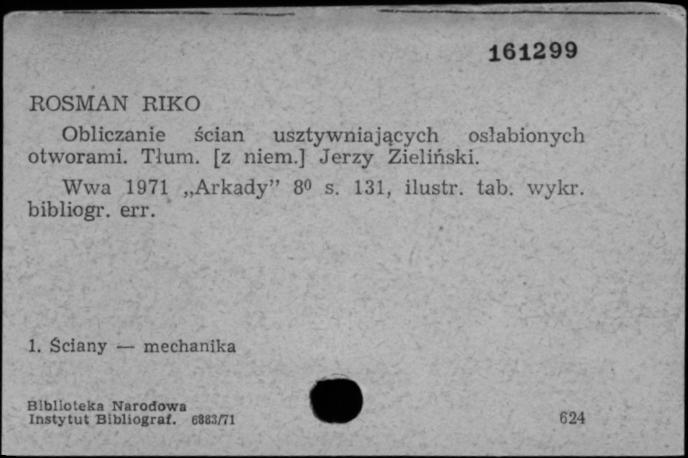 161299
ROSMAN RIKO
Obliczanie ścian usztywniających osłabionych
otworami. Tłum. [z niem.] Jerzy Zieliński.
Wwa 1971 „Arkady” 8⁰ s. 131, ilustr. tab. wykr.
bibliogr. err.
1. Ściany — mechanika
Biblioteka Narodowa
Instytut Bibliograf. 6883/71
624